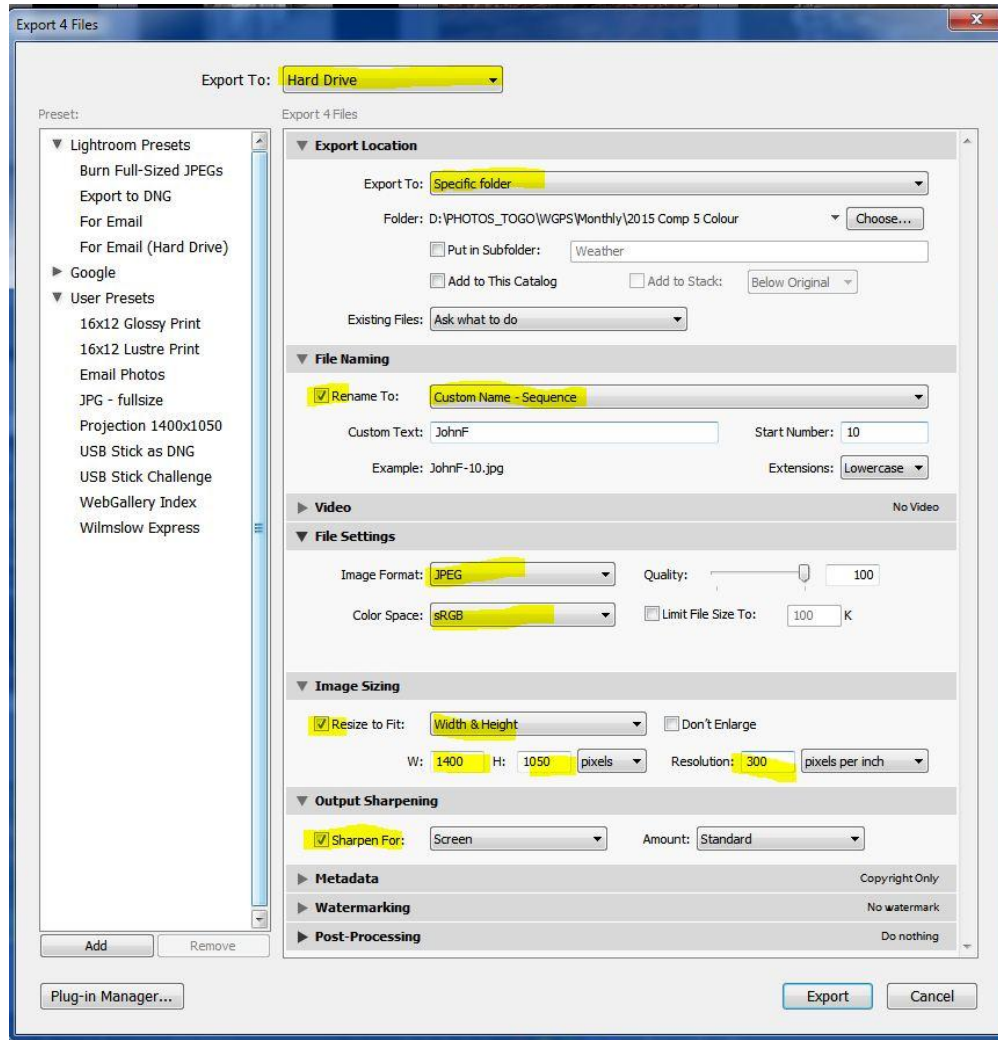 Export 4 Files
Export To: Hard Drive
Preset:
Lightroom Presets
Burn Full-Sized JPEGs
Export to DNG
For Email
For Email (Hard Drive)
Google
User Presets
16x12 Glossy Print
16x12 Lustre Print
Email Photos
JPG - fullsize
Projection 1400x1050
USB Stick as DNG
USB Stick Challenge
WebGallery Index
Wilmslow Express
Add Remove
Export 4 Files
Export Location
Export To: Specific folder
Folder: D:\PHOTOS_TOGO\WGPS\Monthly\2015 Comp 5 Colour Choose...
Put in Subfolder: Weather
Add to This Catalog Add to Stack: Below Original
Existing Files: Ask what to do
File Naming
Rename To: Custom Name - Sequence
Custom Text: JohnF Start Number: 10
Example: JohnF-10.jpg Extensions: Lowercase
Video No Video
File Settings
Image Format: JPEG Quality: 100
Color Space: sRGB Limit File Size To: 100 K
Image Sizing
Resize to Fit: Width & Height Don't Enlarge
W: 1400 H: 1050 pixels Resolution: 300 pixels per inch
Output Sharpening
Sharpen For: Screen Amount: Standard
Metadata Copyright Only
Watermarking No watermark
Post-Processing Do nothing
Plug-in Manager... Export Cancel